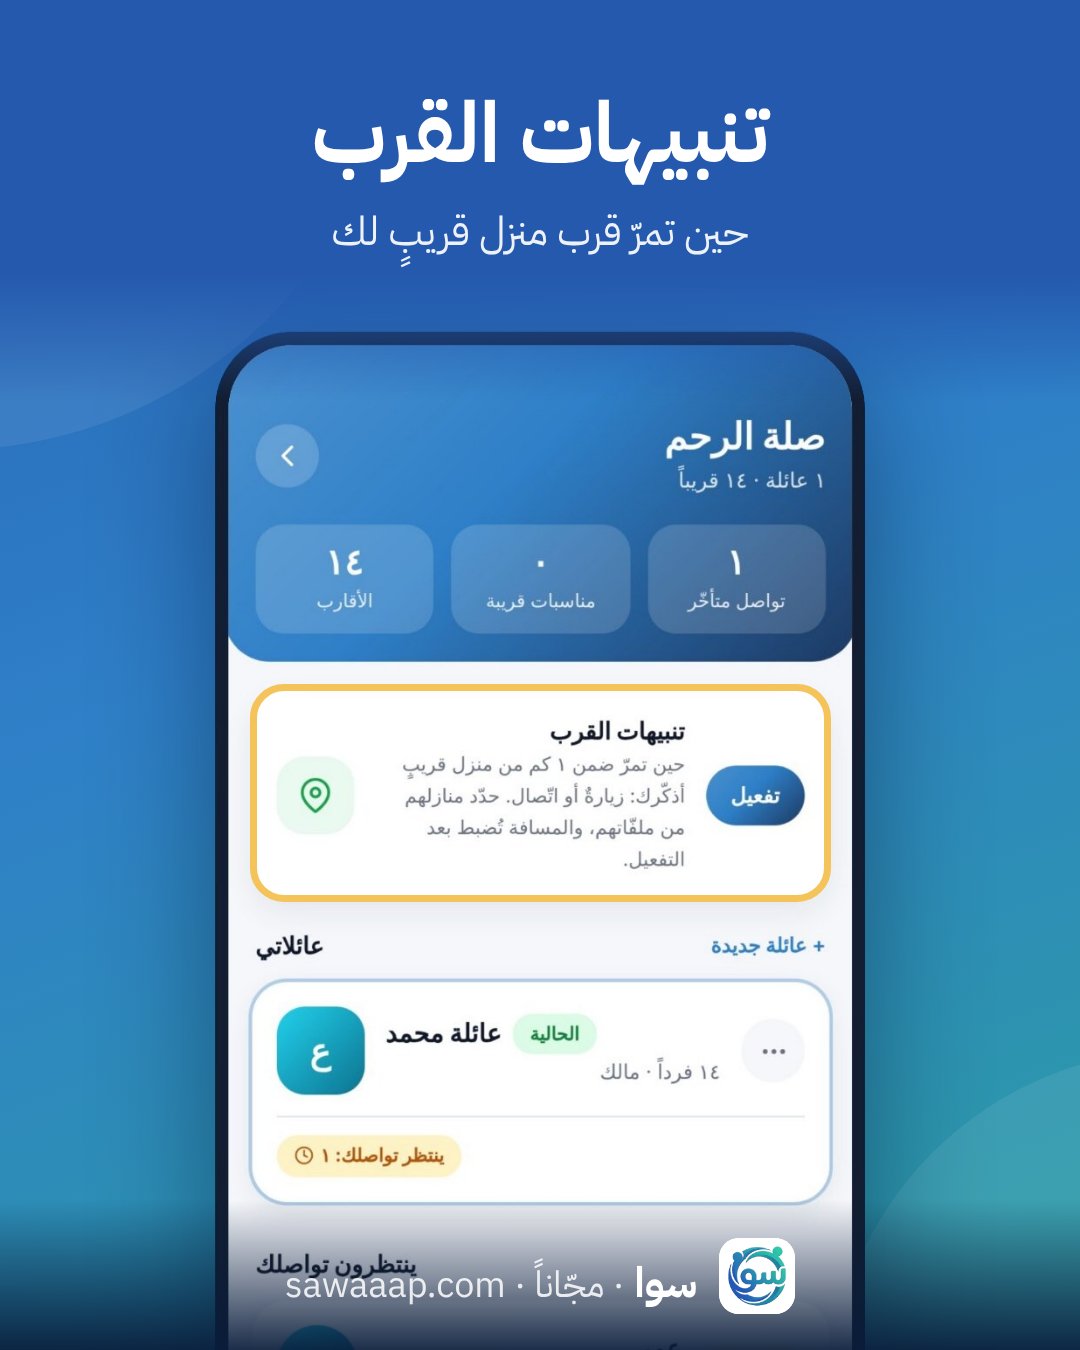 تنبيهات القرب
حين تمرّ قرب منزل قريبٍ لك
صلة الرحم
١ عائلة · ١٤ قريباً
١
تواصل متأخّر
٠
مناسبات قريبة
١٤
الأقارب
تنبيهات القرب
حين تمرّ ضمن ١ كم من منزل قريبٍ
أذكّرك: زيارةٌ أو اتّصال. حدّد منازلهم
من ملفّاتهم، والمسافة تُضبط بعد
التفعيل.
تفعيل
+ عائلة جديدة
عائلاتي
ع
عائلة محمد
الحالية
١٤ فرداً · مالك
ينتظر تواصلك: ١
ينتظرون تواصلك
سوا
سوا · مجّاناً · sawaaap.com